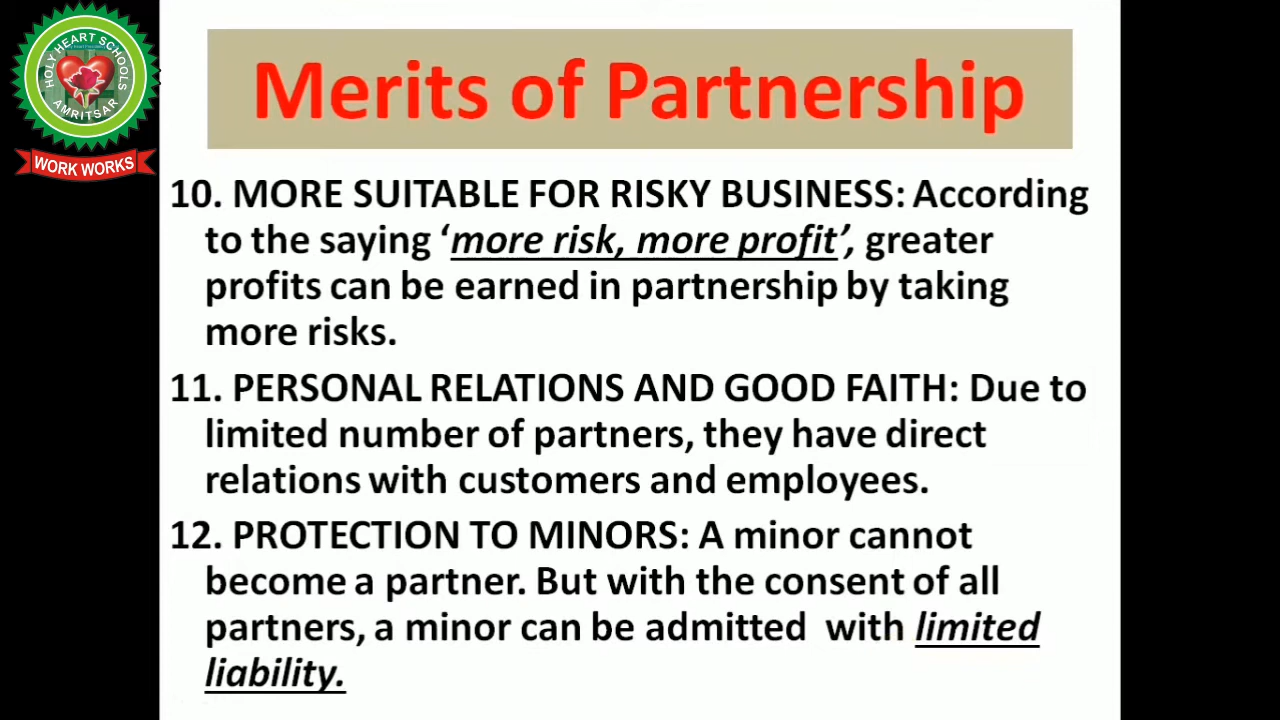 HOLY HEART SCHOOLS
AMRITSAR
WORK WORKS
Merits of Partnership
10. MORE SUITABLE FOR RISKY BUSINESS: According
to the saying ‘more risk, more profit’, greater
profits can be earned in partnership by taking
more risks.
11. PERSONAL RELATIONS AND GOOD FAITH: Due to
limited number of partners, they have direct
relations with customers and employees.
12. PROTECTION TO MINORS: A minor cannot
become a partner. But with the consent of all
partners, a minor can be admitted  with limited
liability.